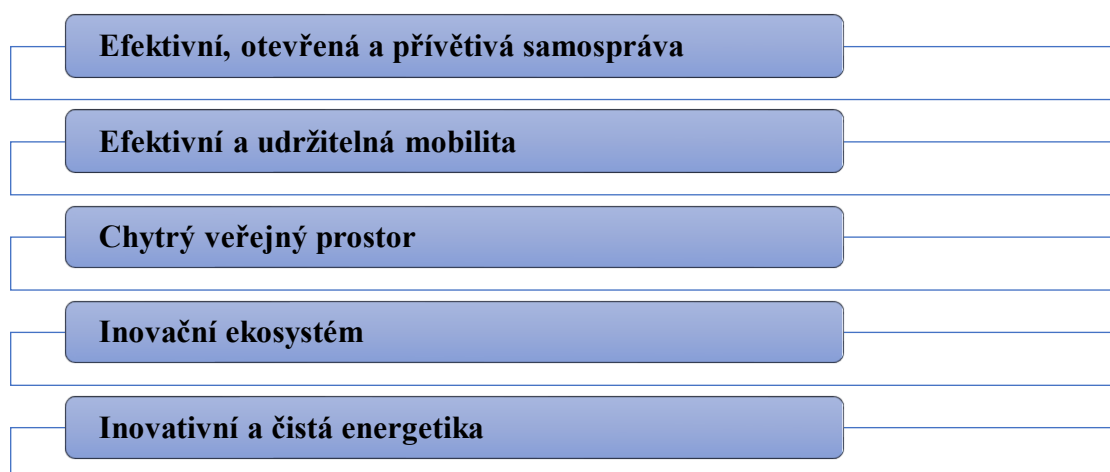 Efektivní, otevřená a přívětivá samospráva
Efektivní a udržitelná mobilita
Chytrý veřejný prostor
Inovační ekosystém
Inovativní a čistá energetika